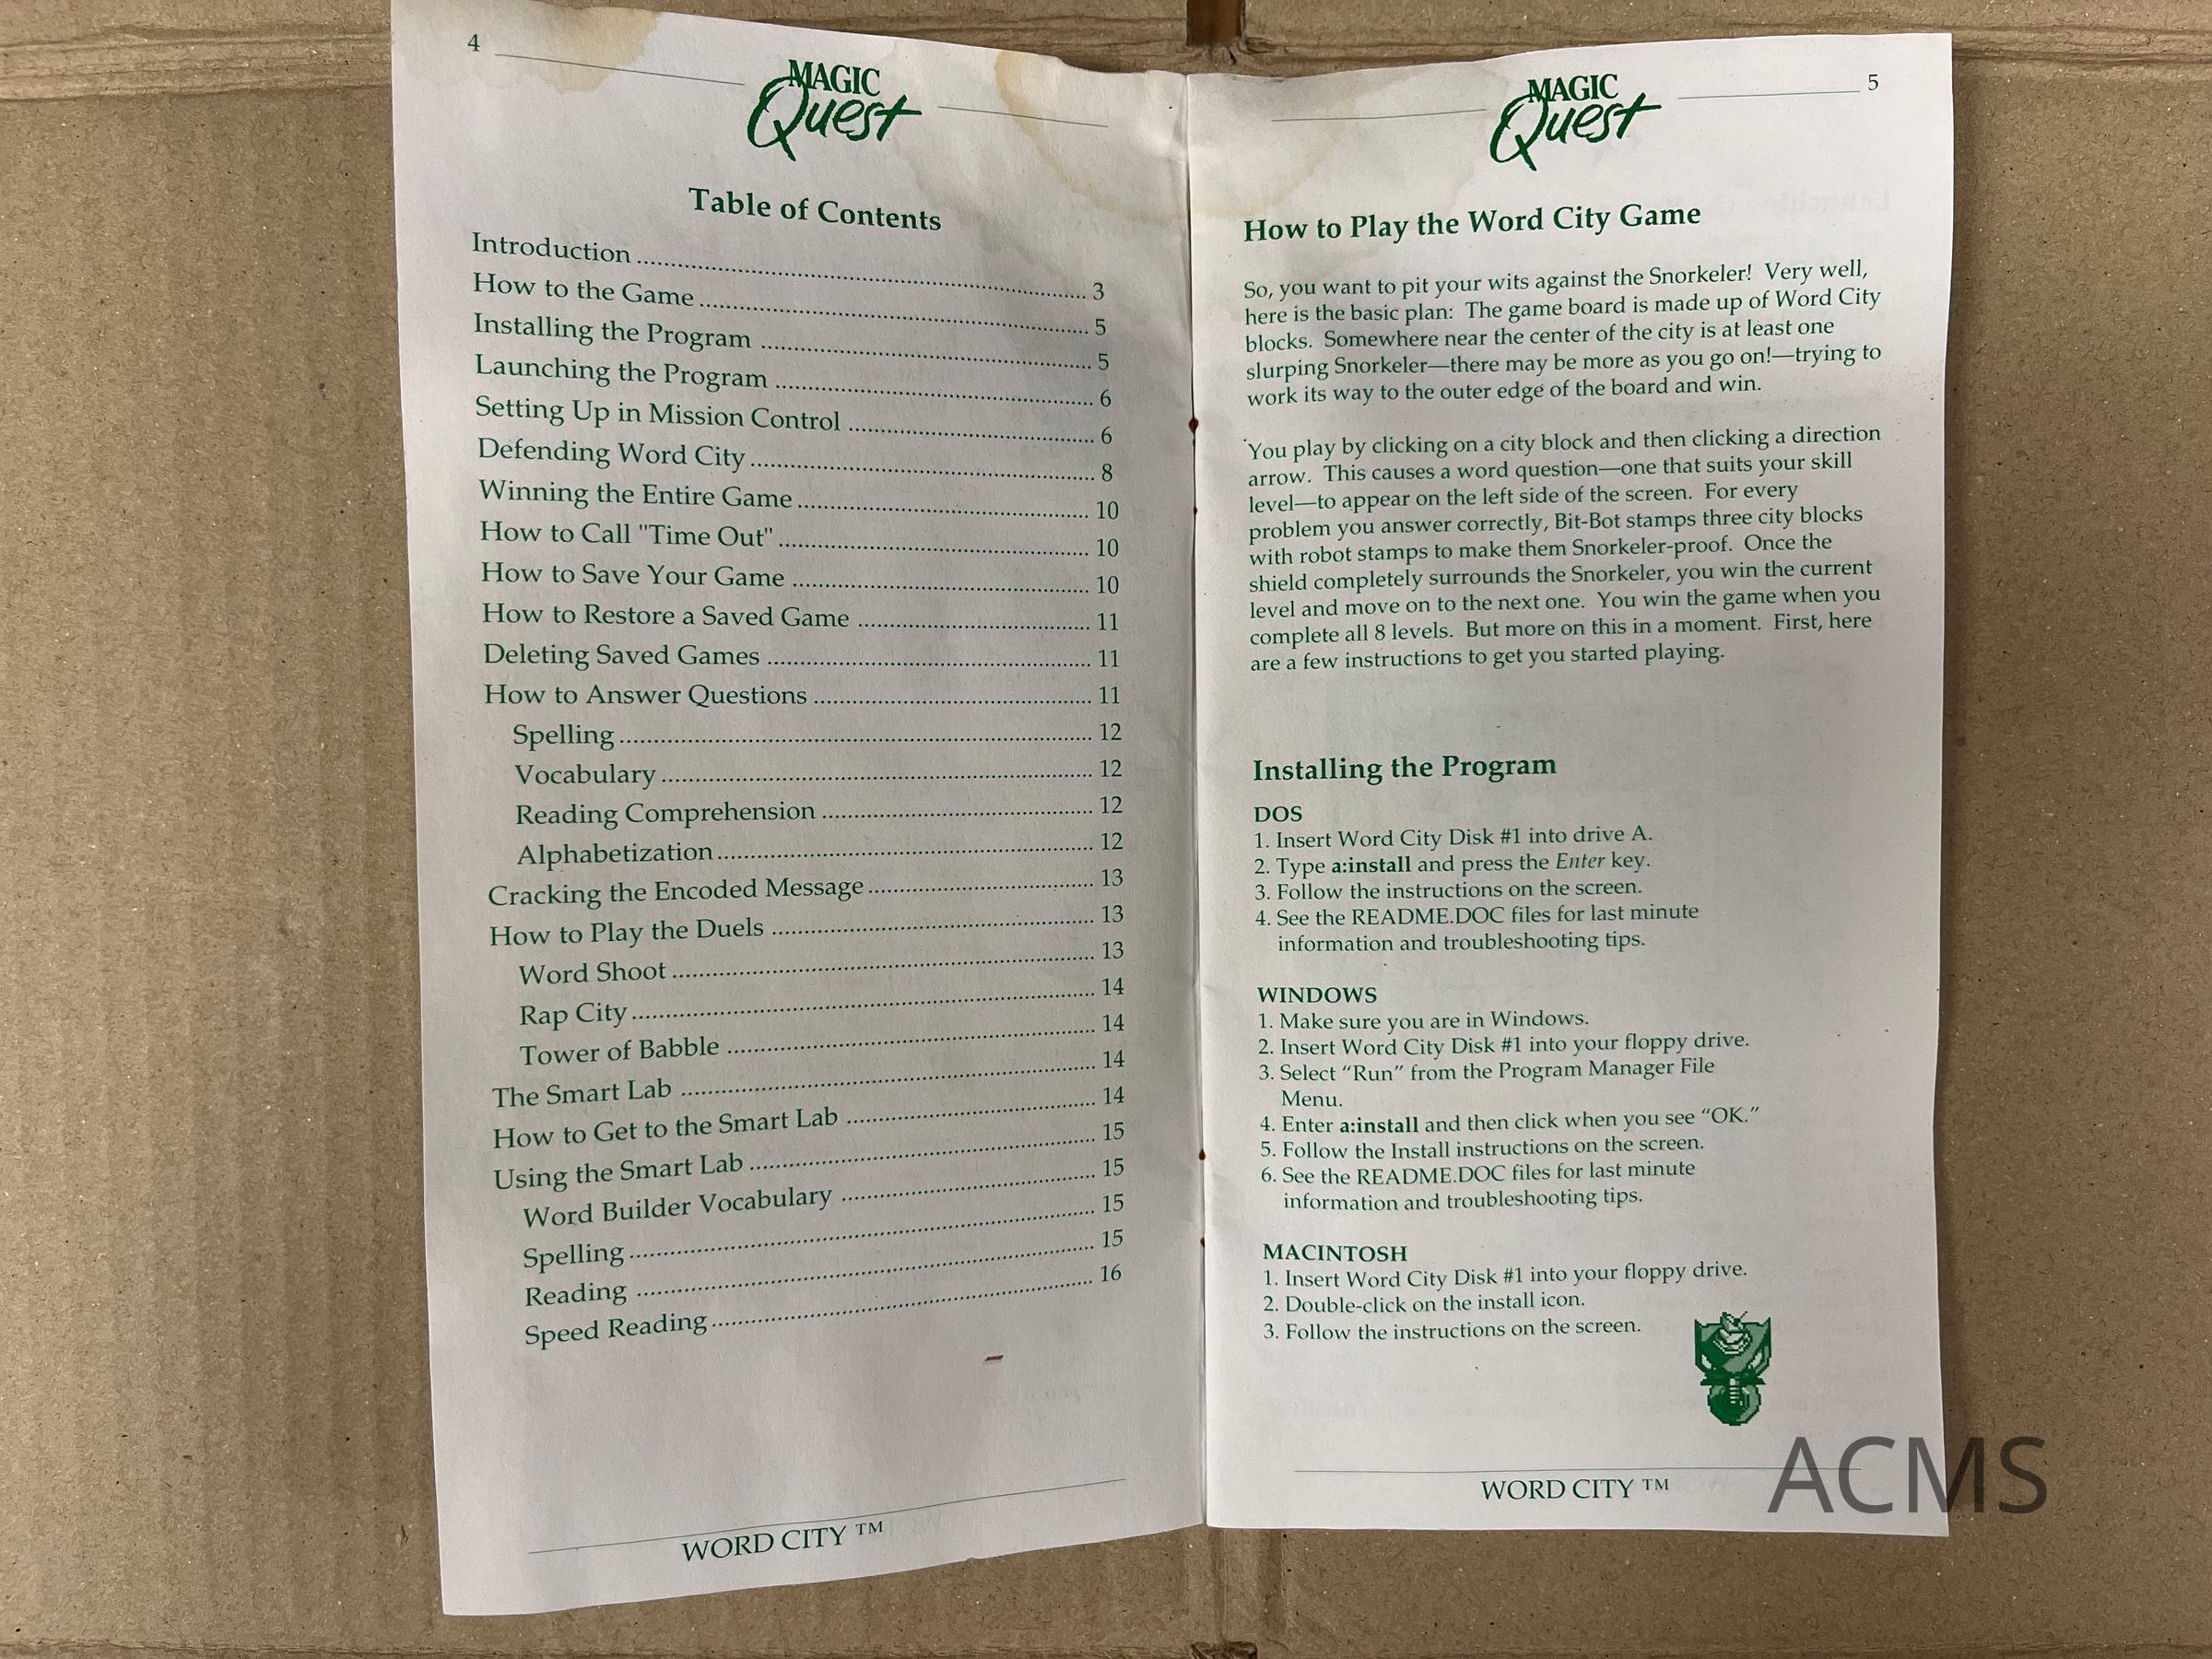 4
MAGIC
Quest
Table of Contents
Introduction ........ 3
How to the Game ........ 5
Installing the Program ........ 5
Launching the Program ........ 6
Setting Up in Mission Control ........ 6
Defending Word City ........ 8
Winning the Entire Game ........ 10
How to Call "Time Out" ........ 10
How to Save Your Game ........ 10
How to Restore a Saved Game ........ 11
Deleting Saved Games ........ 11
How to Answer Questions ........ 11
Spelling ........ 12
Vocabulary ........ 12
Reading Comprehension ........ 12
Alphabetization ........ 12
Cracking the Encoded Message ........ 13
How to Play the Duels ........ 13
Word Shoot ........ 13
Rap City ........ 14
Tower of Babble ........ 14
The Smart Lab ........ 14
How to Get to the Smart Lab ........ 14
Using the Smart Lab ........ 15
Word Builder Vocabulary ........ 15
Spelling ........ 15
Reading ........ 15
Speed Reading ........ 16
WORD CITY ™
5
MAGIC
Quest
How to Play the Word City Game
So, you want to pit your wits against the Snorkeler! Very well,
here is the basic plan: The game board is made up of Word City
blocks. Somewhere near the center of the city is at least one
slurping Snorkeler—there may be more as you go on!—trying to
work its way to the outer edge of the board and win.
You play by clicking on a city block and then clicking a direction
arrow. This causes a word question—one that suits your skill
level—to appear on the left side of the screen. For every
problem you answer correctly, Bit-Bot stamps three city blocks
with robot stamps to make them Snorkeler-proof. Once the
shield completely surrounds the Snorkeler, you win the current
level and move on to the next one. You win the game when you
complete all 8 levels. But more on this in a moment. First, here
are a few instructions to get you started playing.
Installing the Program
DOS
1. Insert Word City Disk #1 into drive A.
2. Type a:install and press the Enter key.
3. Follow the instructions on the screen.
4. See the README.DOC files for last minute
information and troubleshooting tips.
WINDOWS
1. Make sure you are in Windows.
2. Insert Word City Disk #1 into your floppy drive.
3. Select “Run” from the Program Manager File
Menu.
4. Enter a:install and then click when you see “OK.”
5. Follow the Install instructions on the screen.
6. See the README.DOC files for last minute
information and troubleshooting tips.
MACINTOSH
1. Insert Word City Disk #1 into your floppy drive.
2. Double-click on the install icon.
3. Follow the instructions on the screen.
WORD CITY ™
ACMS